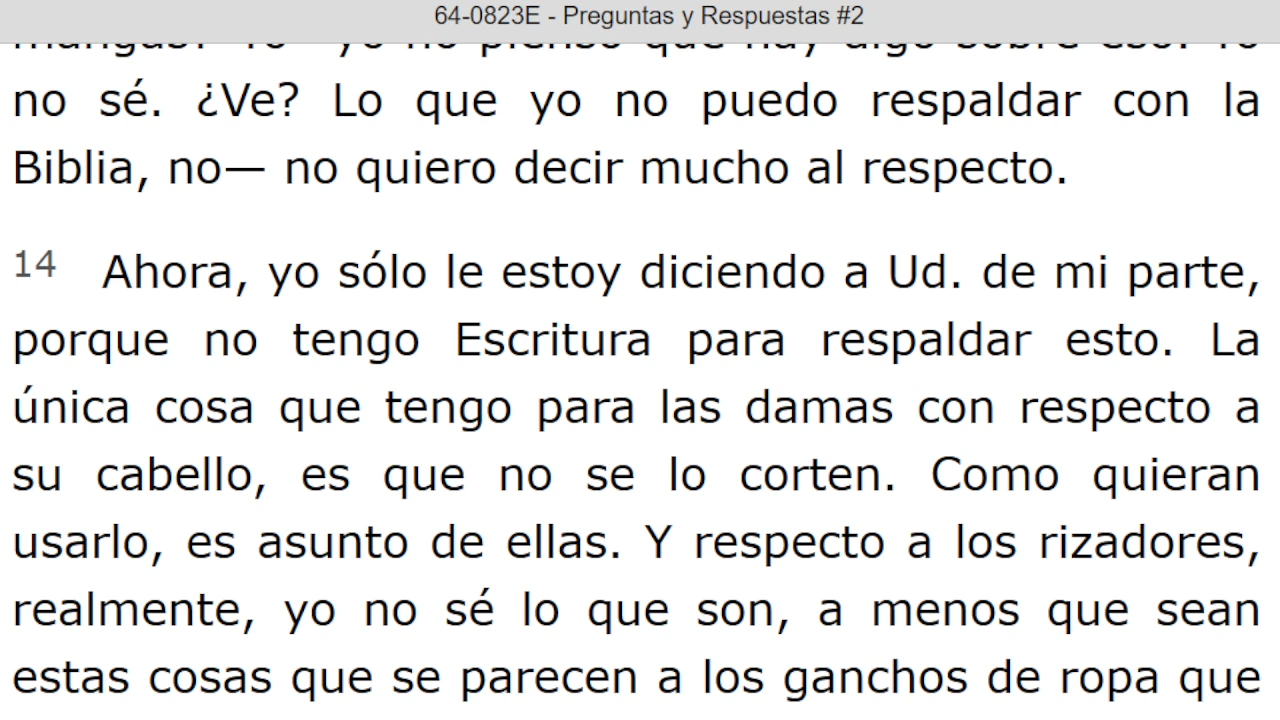 64-0823E - Preguntas y Respuestas #2
no sé. ¿Ve? Lo que yo no puedo respaldar con la
Biblia, no— no quiero decir mucho al respecto.
14 Ahora, yo sólo le estoy diciendo a Ud. de mi parte,
porque no tengo Escritura para respaldar esto. La
única cosa que tengo para las damas con respecto a
su cabello, es que no se lo corten. Como quieran
usarlo, es asunto de ellas. Y respecto a los rizadores,
realmente, yo no sé lo que son, a menos que sean
estas cosas que se parecen a los ganchos de ropa que